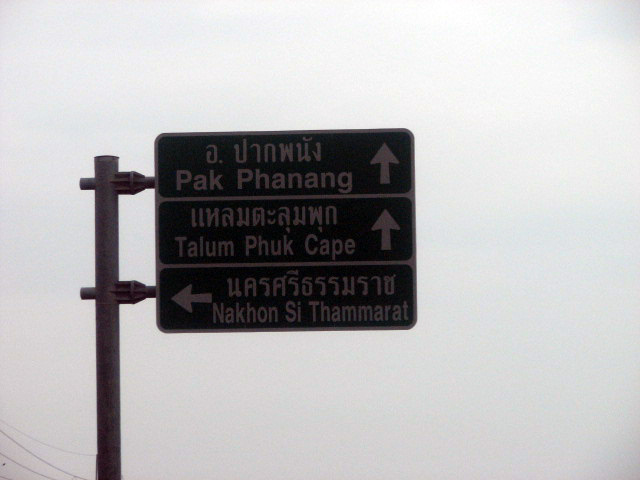 อ. ปากพนัง
Pak Phanang
แหลมตะลุมพุก
Talum Phuk Cape
นครศรีธรรมราช
Nakhon Si Thammarat